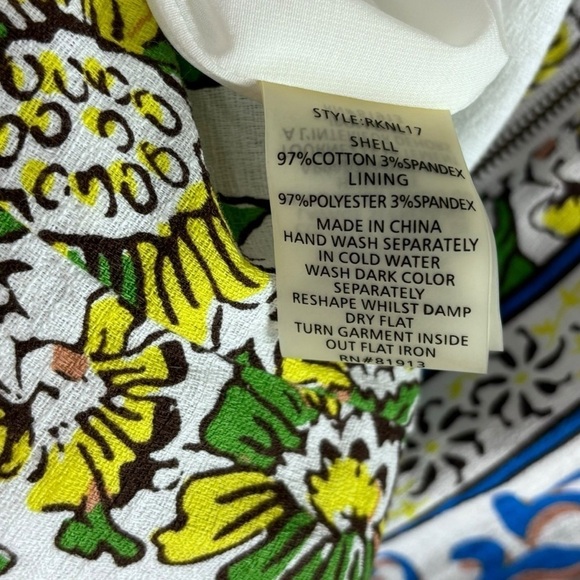 STYLE:RKNL17
SHELL
97%COTTON 3%SPANDEX
LINING
97%POLYESTER 3%SPANDEX
MADE IN CHINA
HAND WASH SEPARATELY
IN COLD WATER
WASH DARK COLOR
SEPARATELY
RESHAPE WHILST DAMP
DRY FLAT
TURN GARMENT INSIDE
OUT FLAT IRON
RN#81913